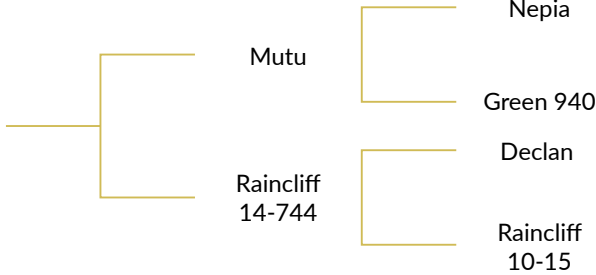 Nepia
Mutu
Green 940
Declan
Raincliff
14-744
Raincliff
10-15